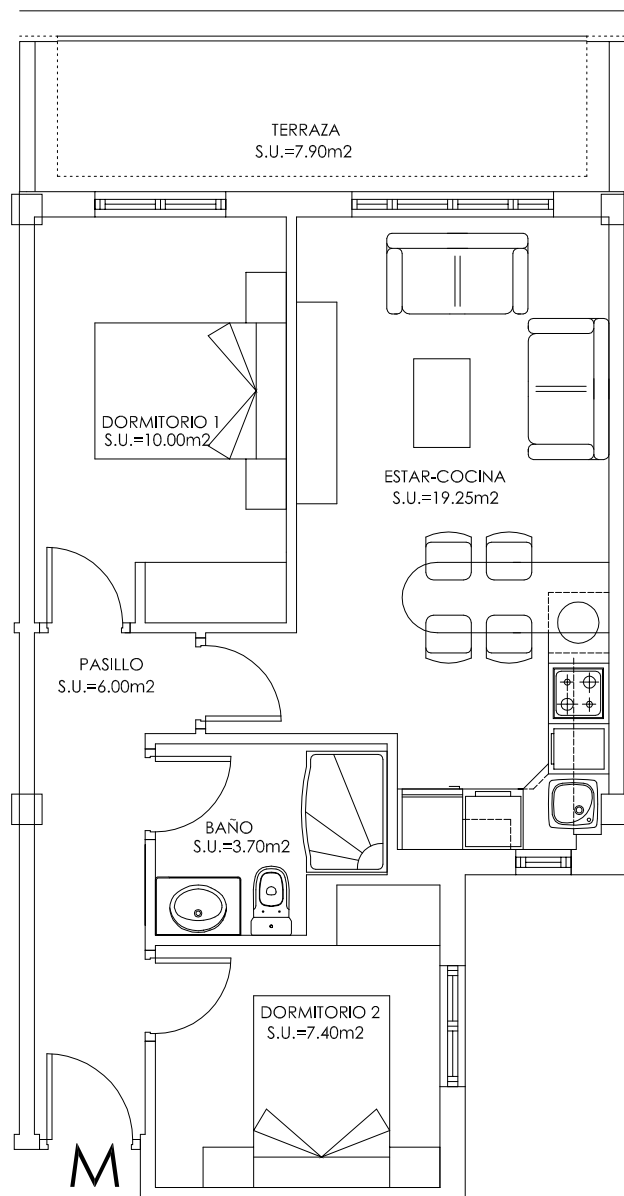 TERRAZA
S.U.=7.90m2
DORMITORIO 1
S.U.=10.00m2
ESTAR-COCINA
S.U.=19.25m2
PASILLO
S.U.=6.00m2
BAÑO
S.U.=3.70m2
DORMITORIO 2
S.U.=7.40m2
M